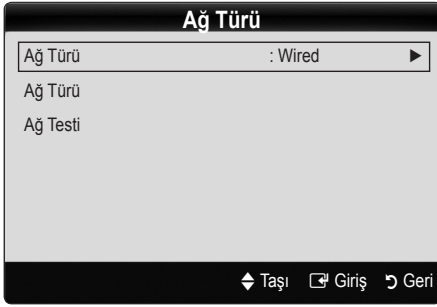 Ağ Türü
Ağ Türü : Wired
Ağ Türü
Ağ Testi
Taşı Giriş Geri